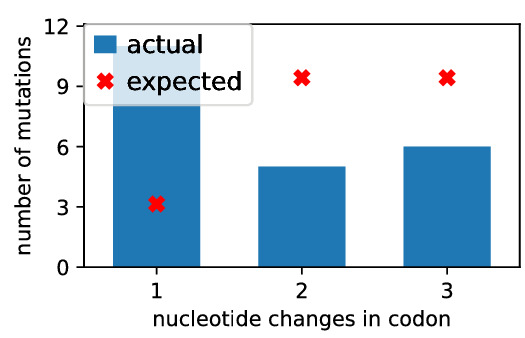 12
9
6
3
0
number of mutations
actual
expected
1 2 3
nucleotide changes in codon